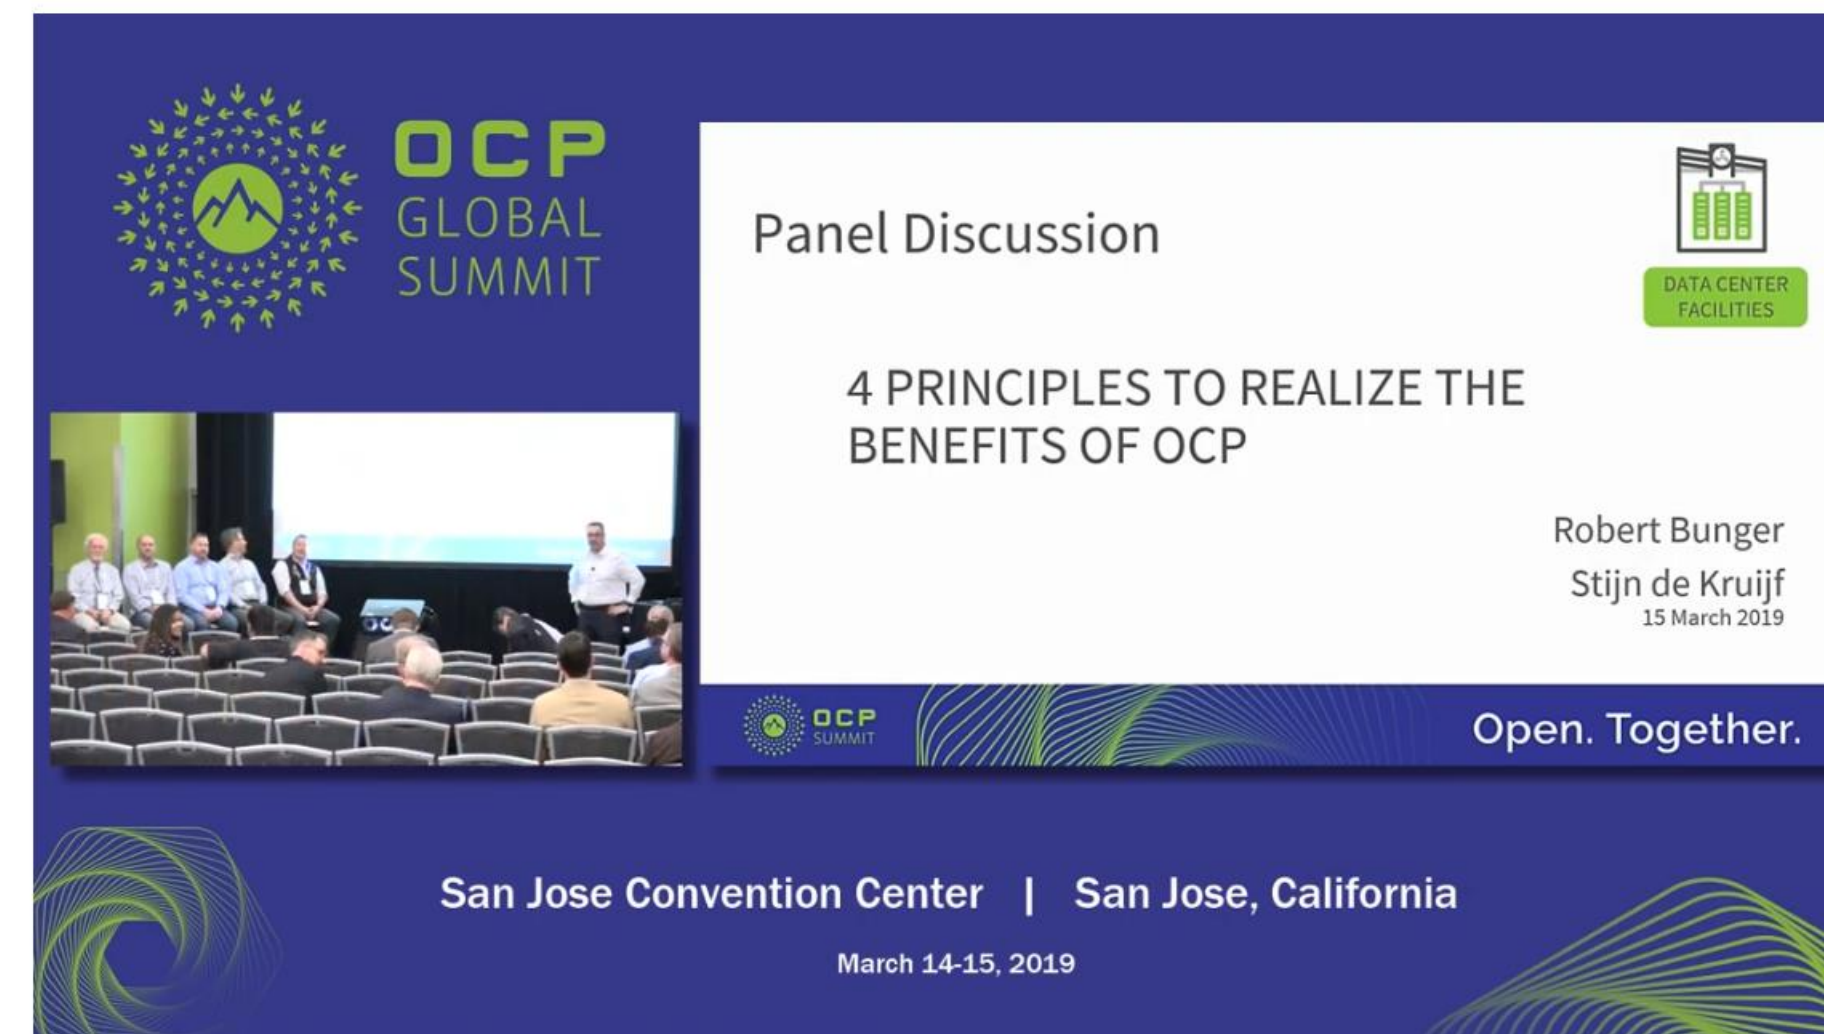 OCP
GLOBAL
SUMMIT
Panel Discussion
DATA CENTER
FACILITIES
4 PRINCIPLES TO REALIZE THE
BENEFITS OF OCP
Robert Bunger
Stijn de Kruijf
15 March 2019
OCP
SUMMIT
Open. Together.
San Jose Convention Center | San Jose, California
March 14-15, 2019